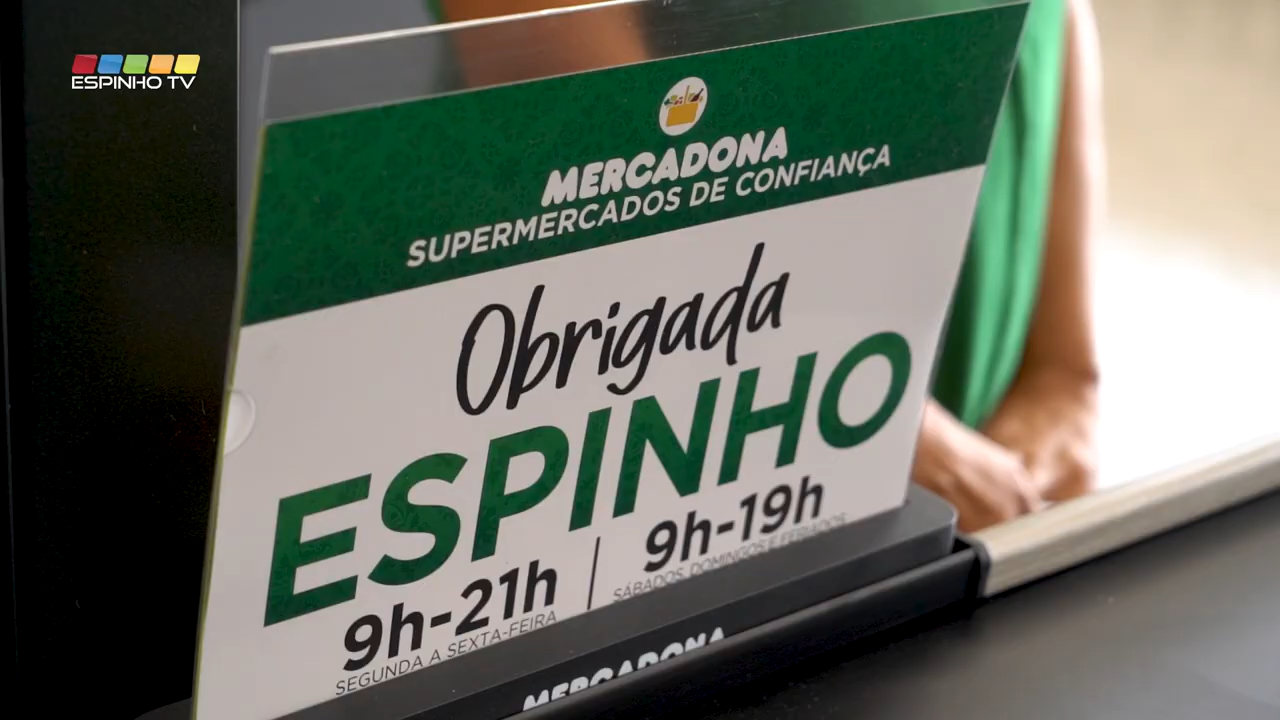 ESPINHO TV
MERCADONA
SUPERMERCADOS DE CONFIANÇA
Obrigada
ESPINHO
9h-21h
SEGUNDA A SEXTA-FEIRA
9h-19h
SÁBADOS, DOMINGOS E FERIADOS
MERCADONA